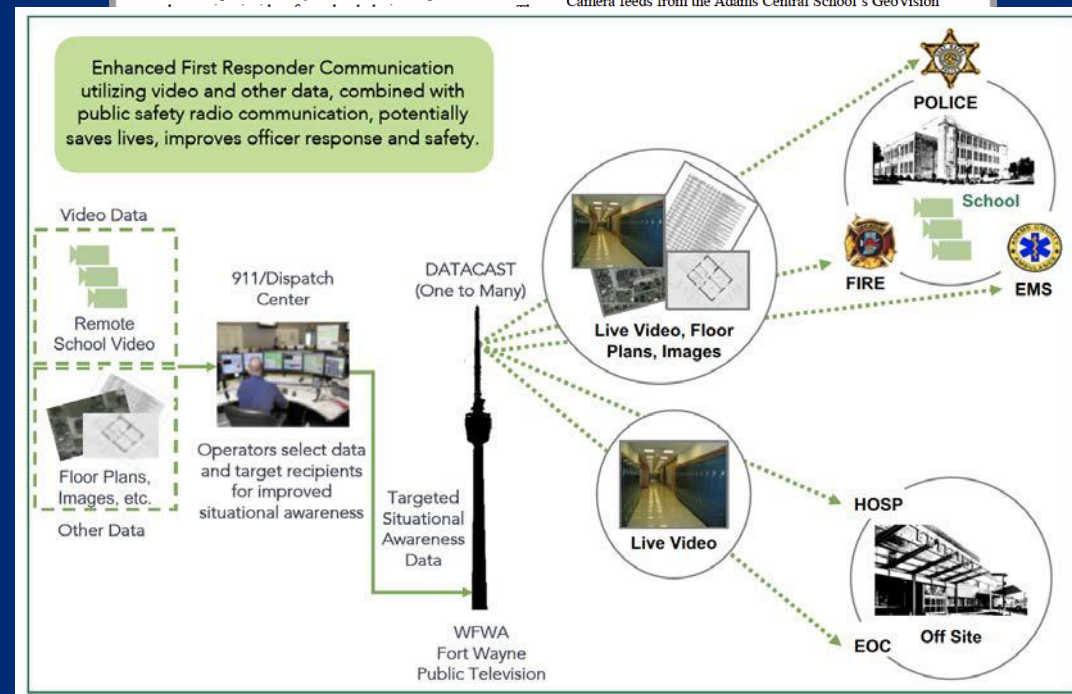 Camera feeds from the Adams Central School's GeoVision
Enhanced First Responder Communication
utilizing video and other data, combined with
public safety radio communication, potentially
saves lives, improves officer response and safety.
Video Data
Remote
School Video
Floor Plans,
Images, etc.
Other Data
911/Dispatch
Center
Operators select data
and target recipients
for improved
situational awareness
DATACAST
(One to Many)
Targeted
Situational
Awareness
Data
WFWA
Fort Wayne
Public Television
Live Video, Floor
Plans, Images
Live Video
POLICE
School
FIRE
EMS
HOSP
EOC
Off Site